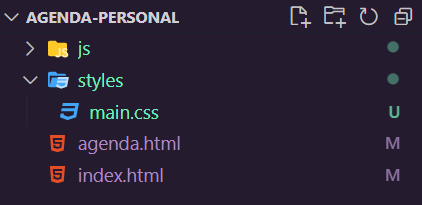 AGENDA-PERSONAL
js
styles
main.css U
agenda.html M
index.html M